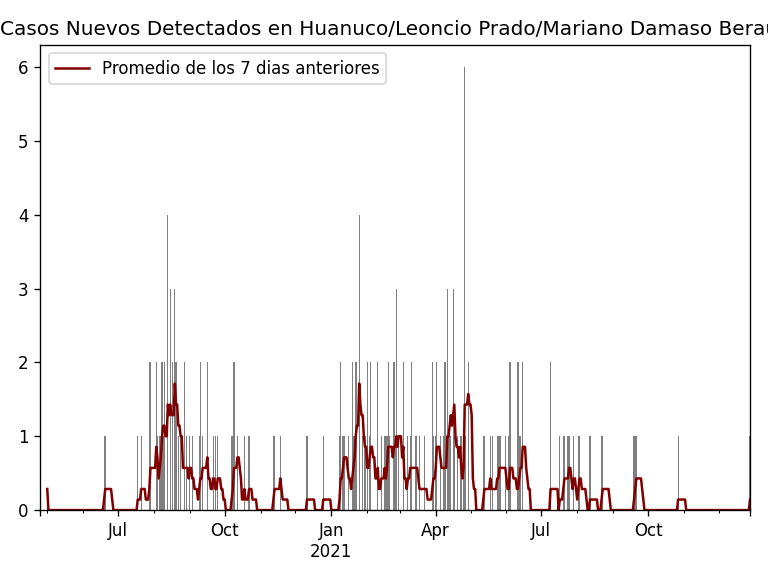 Casos Nuevos Detectados en Huanuco/Leoncio Prado/Mariano Damaso
Promedio de los 7 dias anteriores
6
5
4
3
2
1
0
Jul Oct Jan Apr Jul Oct
2021